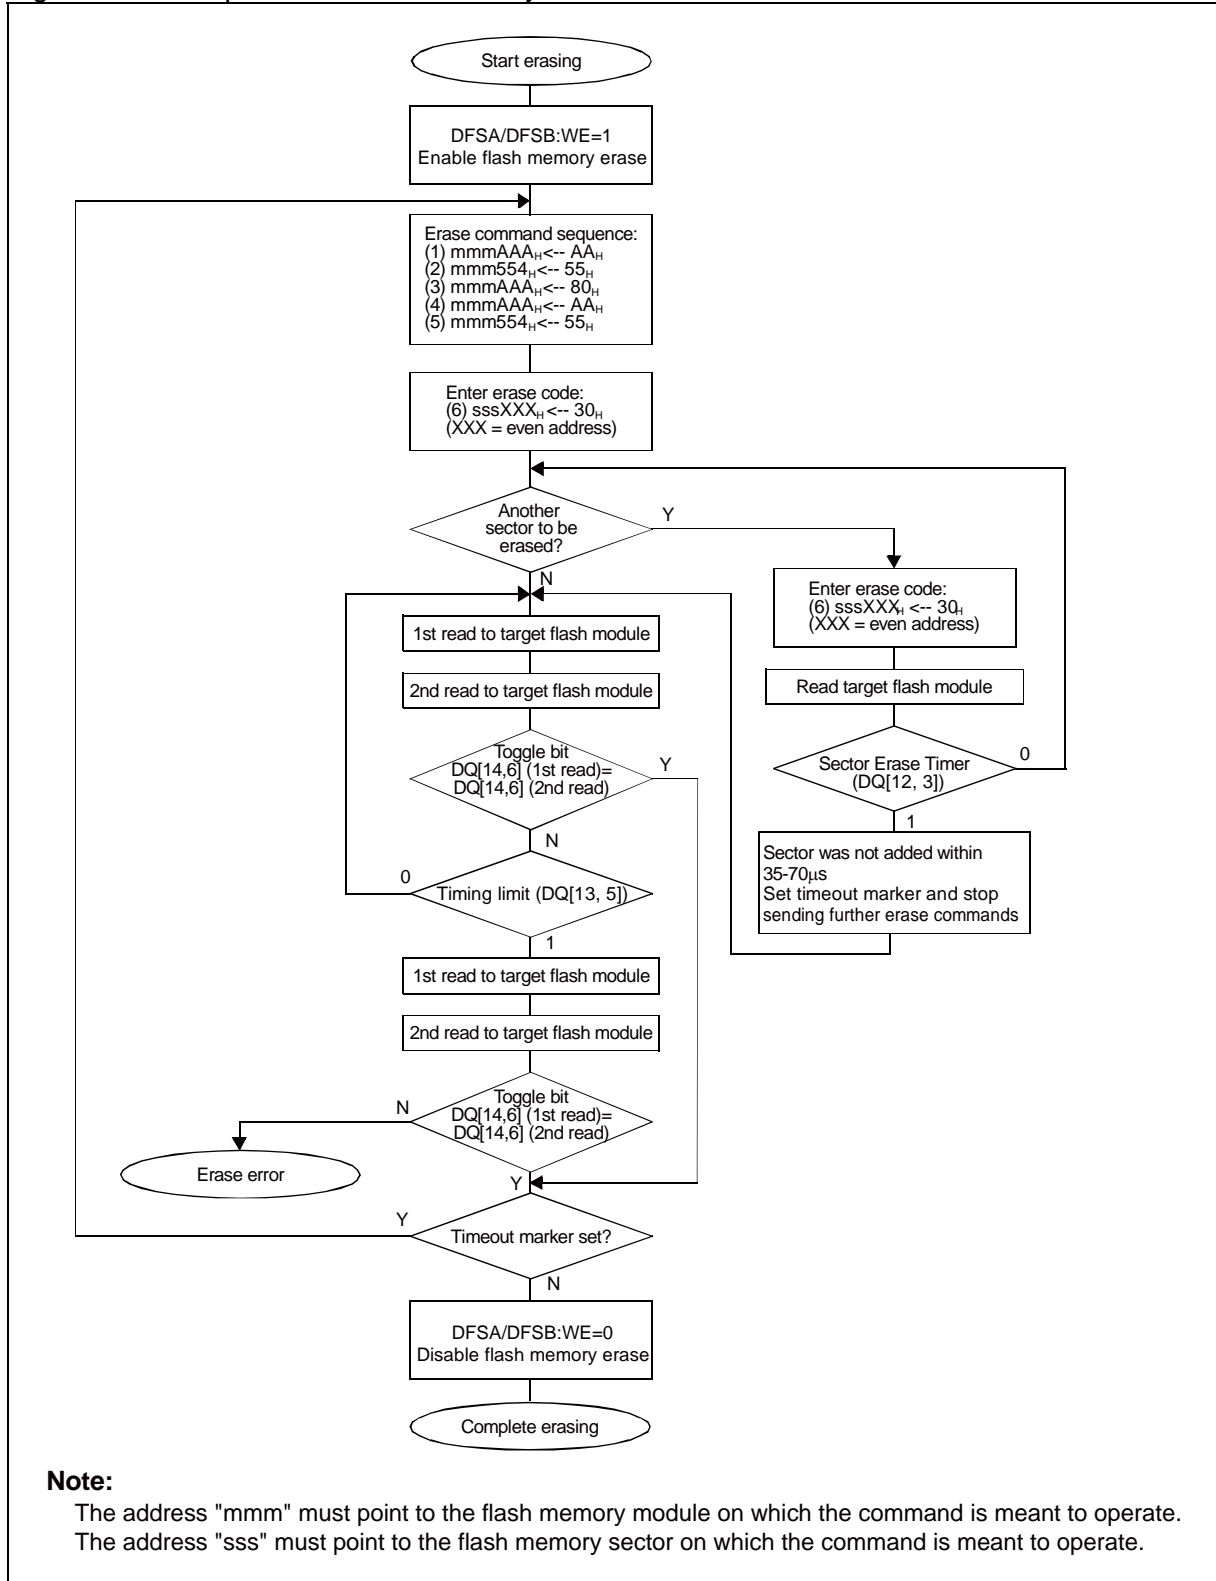 Start erasing
DFSA/DFSB:WE=1
Enable flash memory erase
Erase command sequence:
(1) mmmAAAH<-- AAH
(2) mmm554H<-- 55H
(3) mmmAAAH<-- 80H
(4) mmmAAAH<-- AAH
(5) mmm554H<-- 55H
Enter erase code:
(6) sssXXXH<-- 30H
(XXX = even address)
Another
sector to be
erased?
Y
N
Enter erase code:
(6) sssXXXH <-- 30H
(XXX = even address)
Read target flash module
Sector Erase Timer
(DQ[12, 3])
0
1
Sector was not added within
35-70µs
Set timeout marker and stop
sending further erase commands
1st read to target flash module
2nd read to target flash module
Toggle bit
DQ[14,6] (1st read)=
DQ[14,6] (2nd read)
Y
N
Timing limit (DQ[13, 5])
0
1
1st read to target flash module
2nd read to target flash module
Toggle bit
DQ[14,6] (1st read)=
DQ[14,6] (2nd read)
N
Erase error
Y
Timeout marker set?
Y
N
DFSA/DFSB:WE=0
Disable flash memory erase
Complete erasing
Note:
The address "mmm" must point to the flash memory module on which the command is meant to operate.
The address "sss" must point to the flash memory sector on which the command is meant to operate.